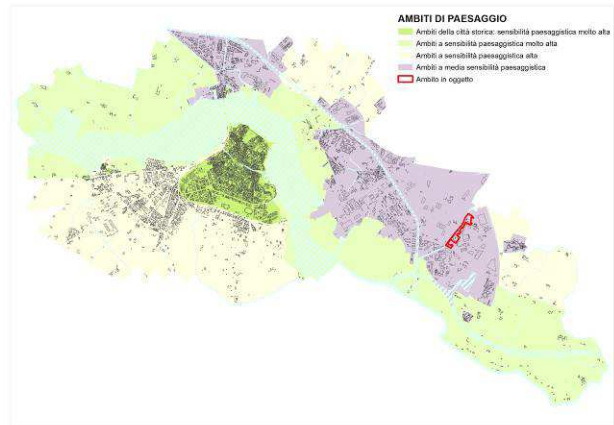 AMBITI DI PAESAGGIO
Ambiti della città storica: sensibilità paesaggistica molto alta
Ambiti a sensibilità paesaggistica molto alta
Ambiti a sensibilità paesaggistica alta
Ambiti a media sensibilità paesaggistica
Ambito in oggetto